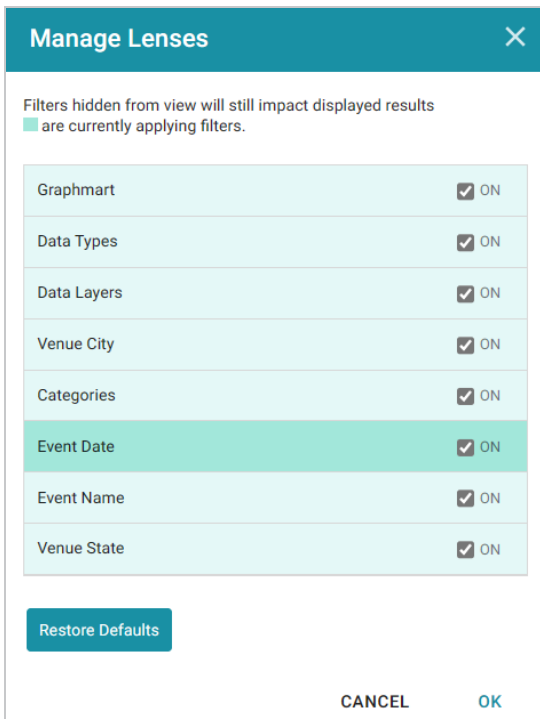 Manage Lenses
Filters hidden from view will still impact displayed results
are currently applying filters.
Graphmart ON
Data Types ON
Data Layers ON
Venue City ON
Categories ON
Event Date ON
Event Name ON
Venue State ON
Restore Defaults
CANCEL OK